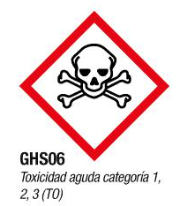 GHS06
Toxicidad aguda categoría 1,
2, 3 (T0)